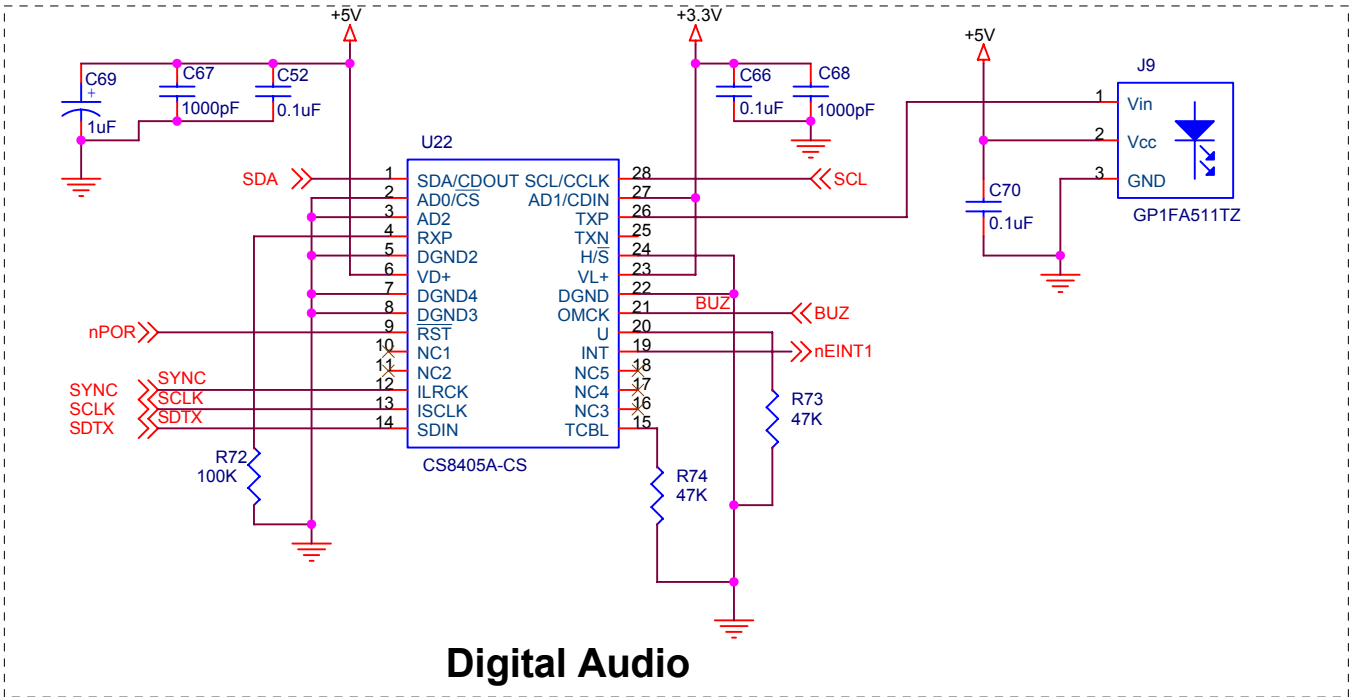 +5V
+3.3V
+5V
C69
+
1uF
C67
1000pF
C52
0.1uF
C66
0.1uF
C68
1000pF
J9
1 Vin
2 Vcc
3 GND
GP1FA511TZ
C70
0.1uF
U22
SDA
1 SDA/CDOUT
2 AD0/CS
3 AD2
4 RXP
5 DGND2
6 VD+
7 DGND4
8 DGND3
nPOR
9 RST
10 NC1
11 NC2
SYNC SYNC
12 ILRCK
SCLK SCLK
13 ISCLK
SDTX SDTX
14 SDIN
SCL/CCLK 28
SCL
AD1/CDIN 27
TXP 26
TXN 25
H/S 24
VL+ 23
DGND 22
BUZ
OMCK 21
BUZ
U 20
INT 19
nEINT1
NC5 18
NC4 17
NC3 16
TCBL 15
CS8405A-CS
R72
100K
R73
47K
R74
47K
Digital Audio